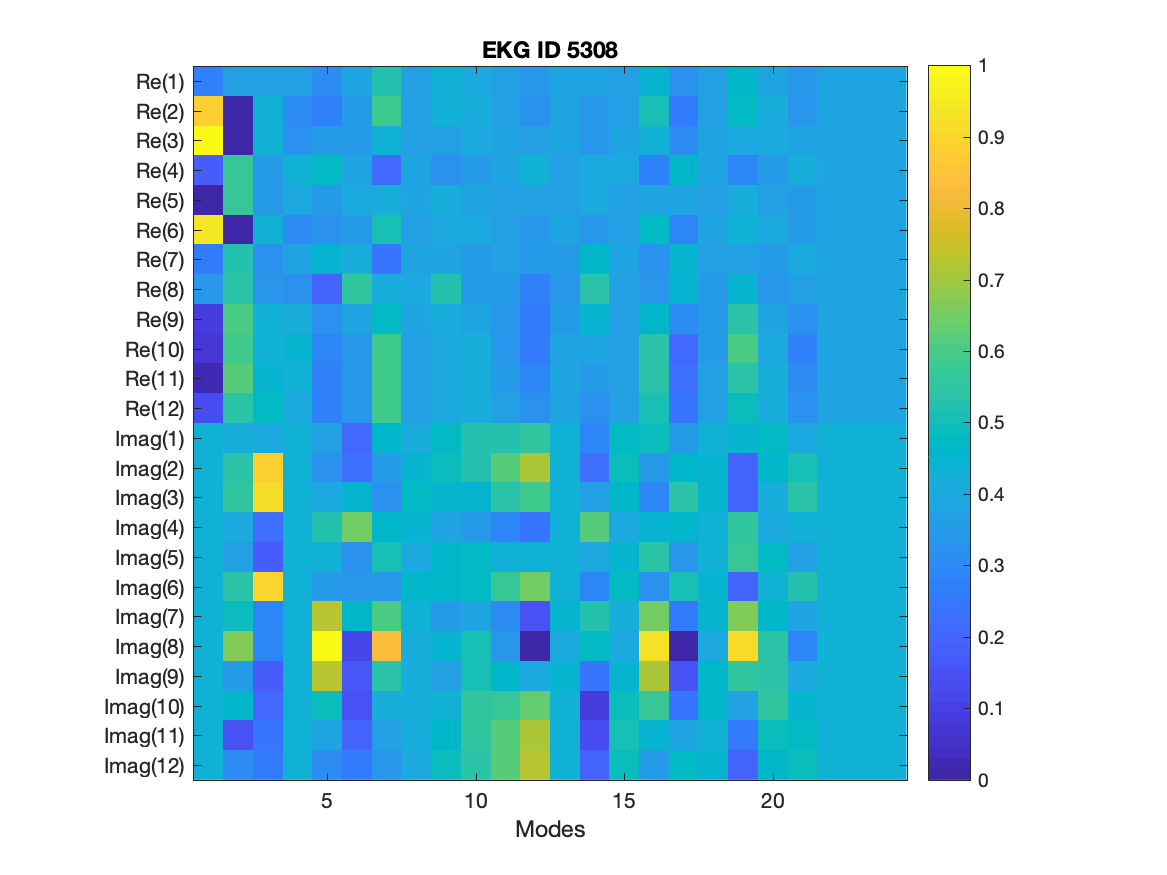 EKG ID 5308
Re(1)
Re(2)
Re(3)
Re(4)
Re(5)
Re(6)
Re(7)
Re(8)
Re(9)
Re(10)
Re(11)
Re(12)
Imag(1)
Imag(2)
Imag(3)
Imag(4)
Imag(5)
Imag(6)
Imag(7)
Imag(8)
Imag(9)
Imag(10)
Imag(11)
Imag(12)
5 10 15 20
Modes
1
0.9
0.8
0.7
0.6
0.5
0.4
0.3
0.2
0.1
0